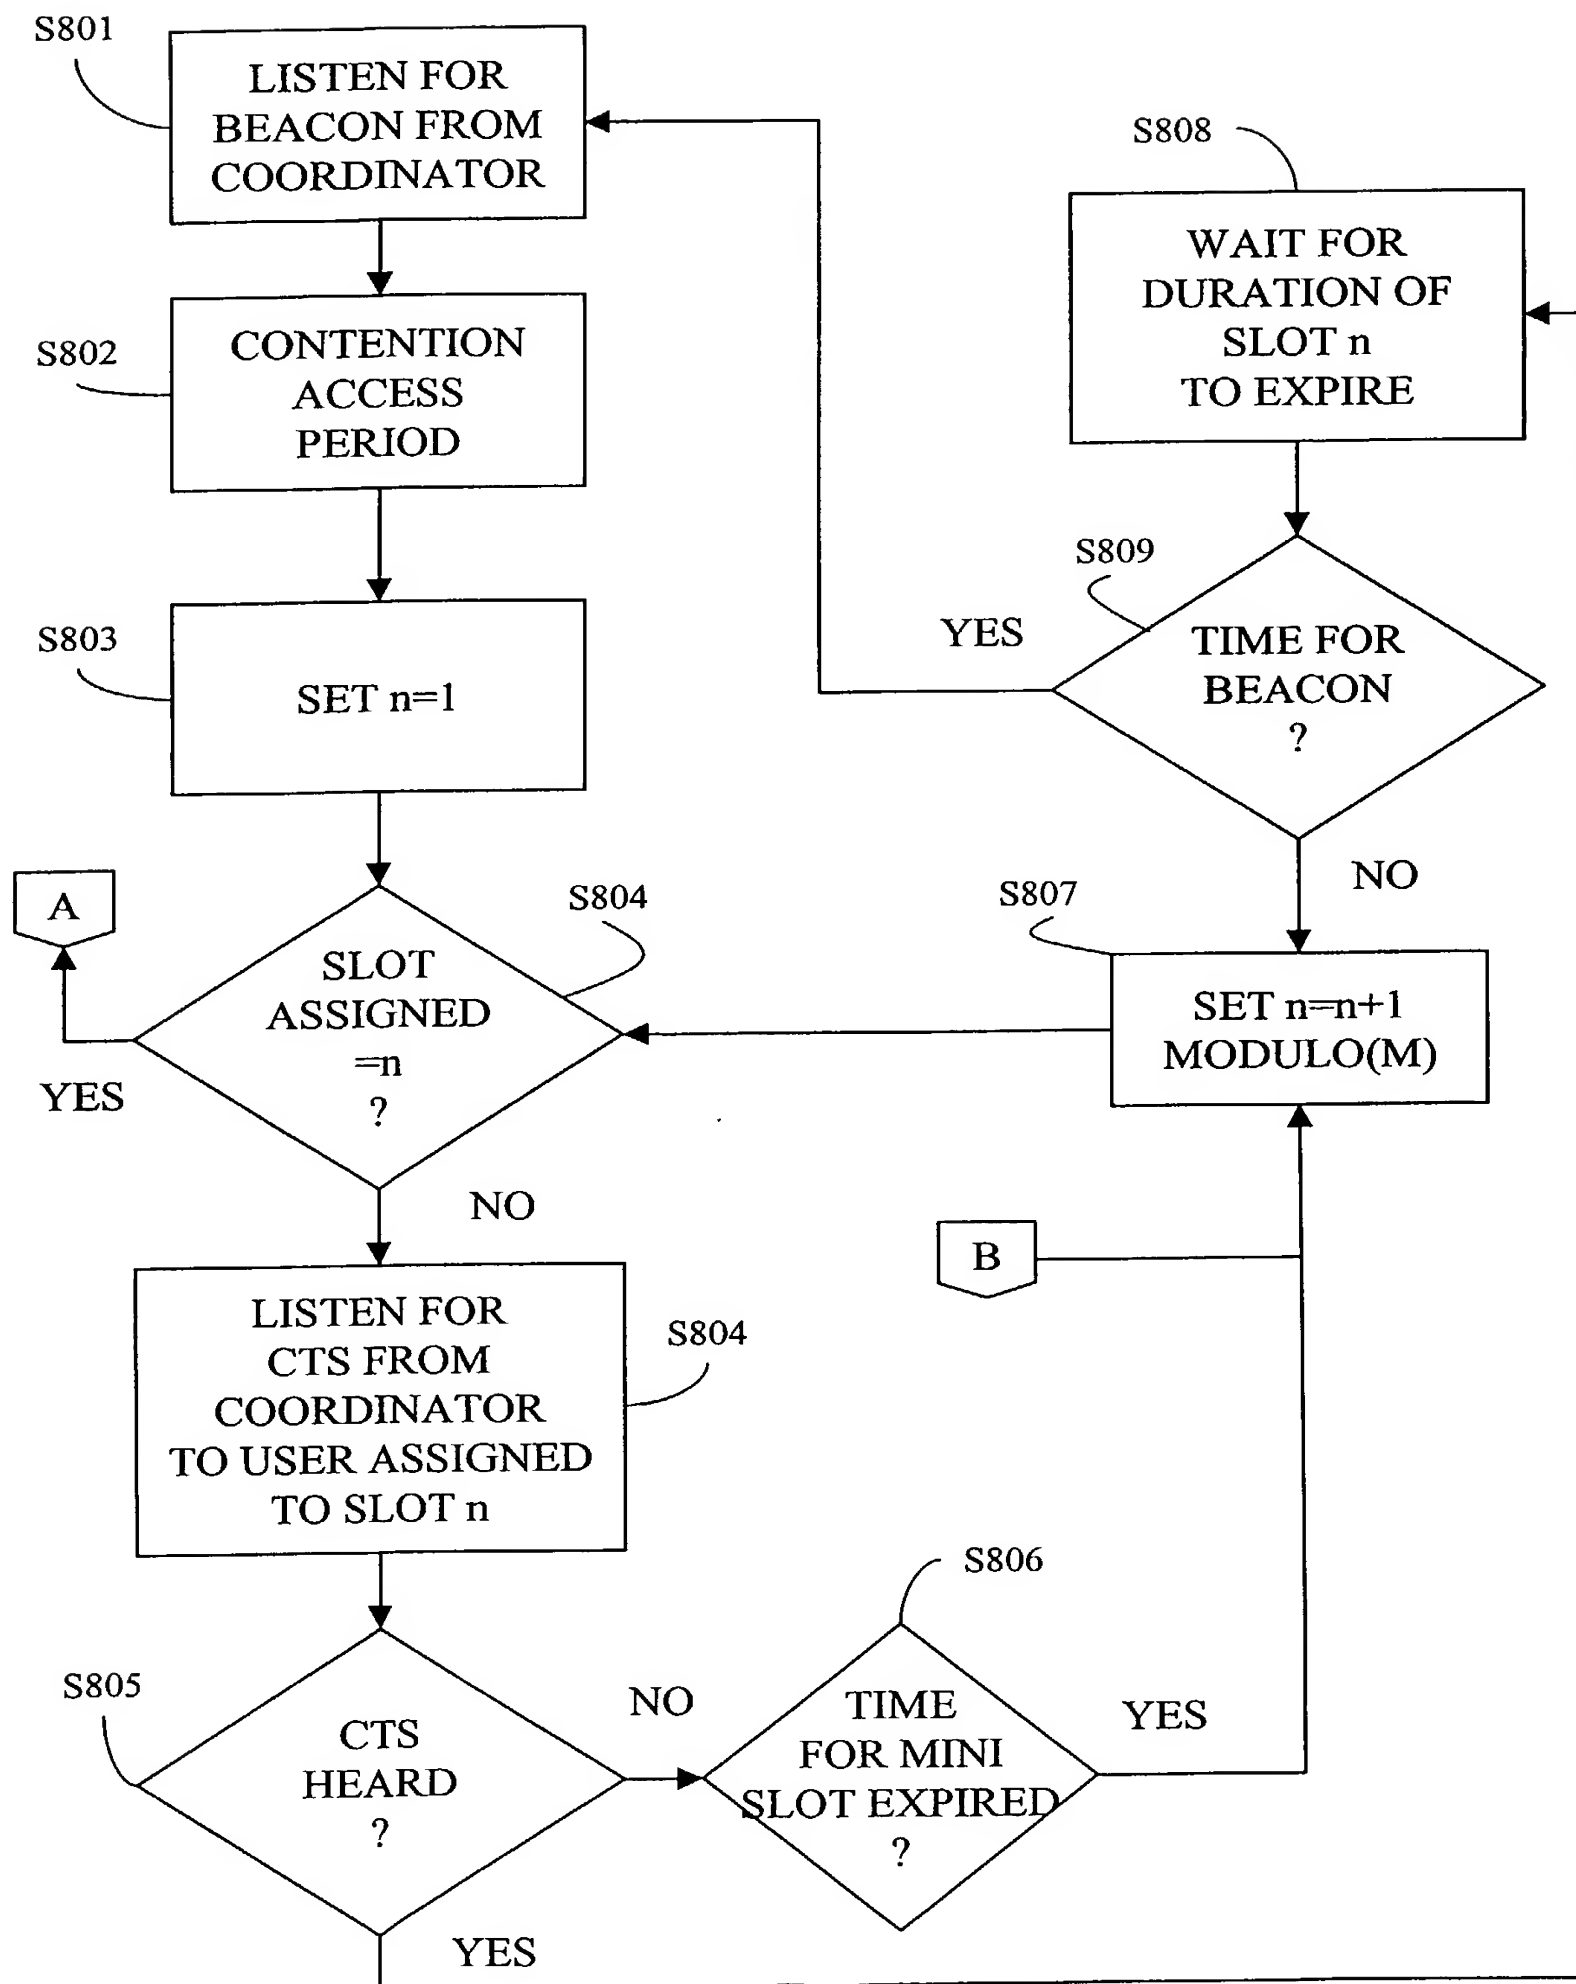 S801
LISTEN FOR
BEACON FROM
COORDINATOR
S802
CONTENTION
ACCESS
PERIOD
S803
SET n=1
A
YES
S804
SLOT
ASSIGNED
=n
?
NO
LISTEN FOR
CTS FROM
COORDINATOR
TO USER ASSIGNED
TO SLOT n
S804
S805
CTS
HEARD
?
NO
YES
S806
TIME
FOR MINI
SLOT EXPIRED
?
YES
B
S807
SET n=n+1
MODULO(M)
S808
WAIT FOR
DURATION OF
SLOT n
TO EXPIRE
S809
TIME FOR
BEACON
?
YES
NO